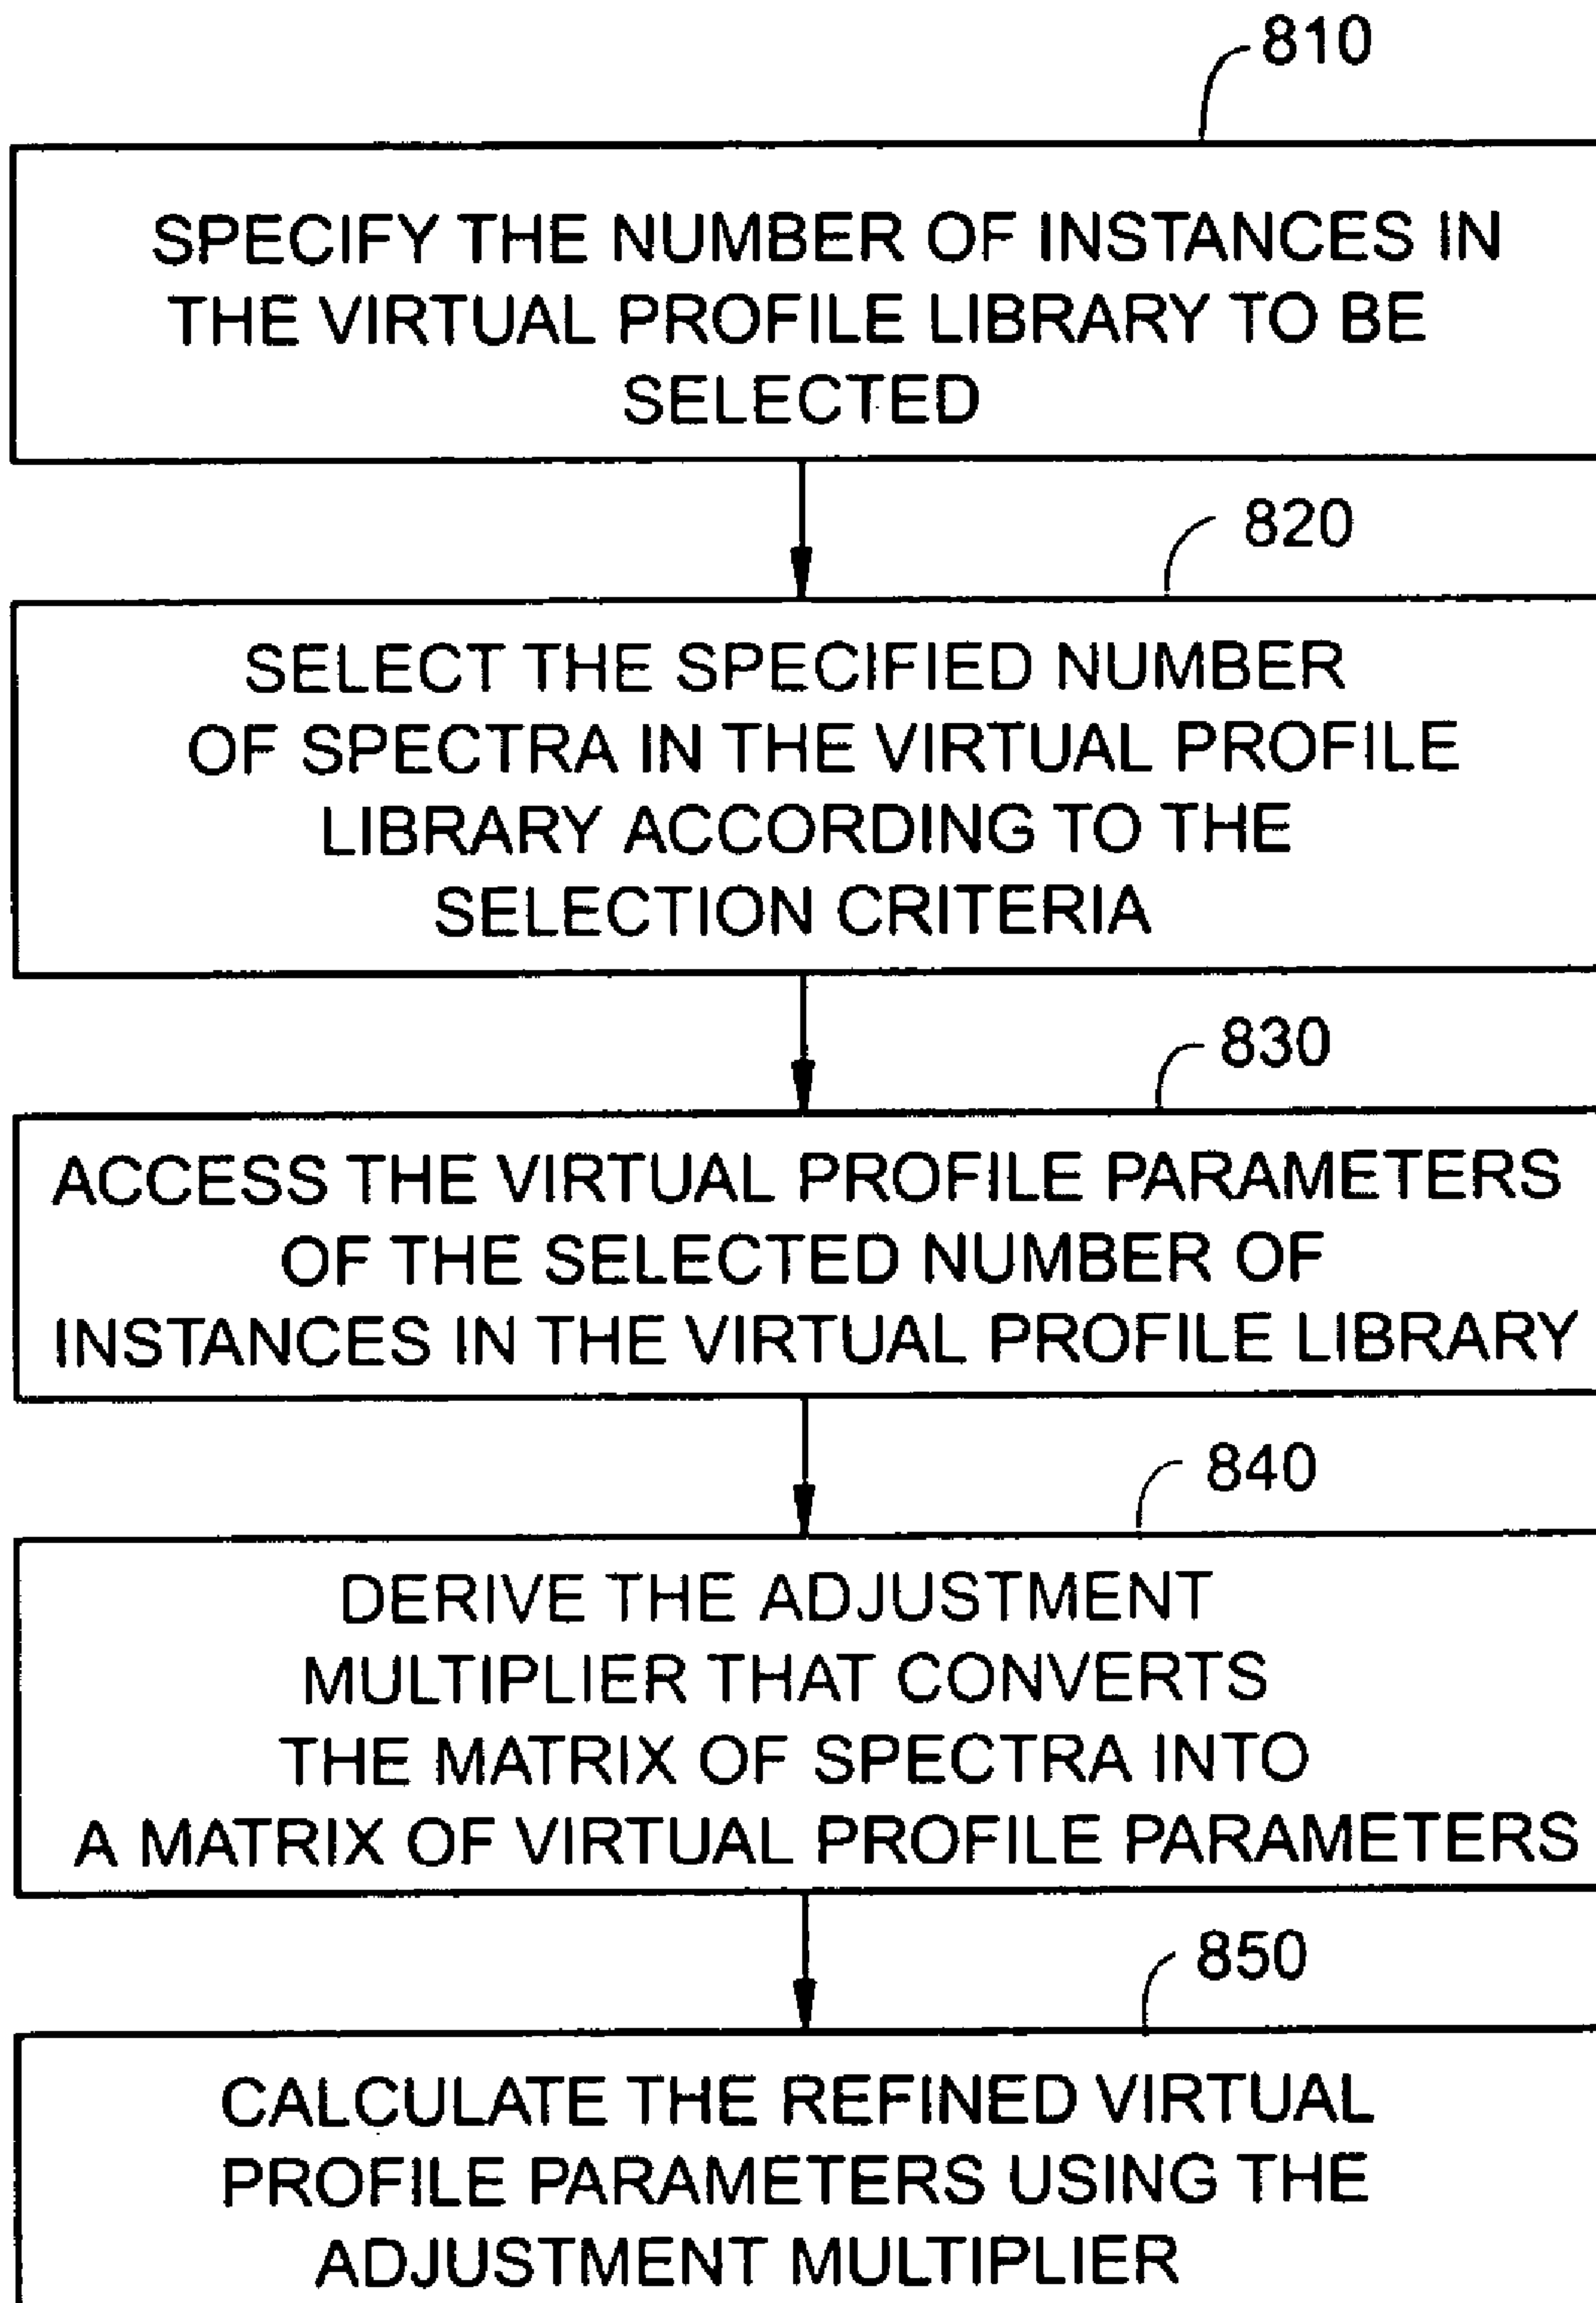 810
SPECIFY THE NUMBER OF INSTANCES IN
THE VIRTUAL PROFILE LIBRARY TO BE
SELECTED
820
SELECT THE SPECIFIED NUMBER
OF SPECTRA IN THE VIRTUAL PROFILE
LIBRARY ACCORDING TO THE
SELECTION CRITERIA
830
ACCESS THE VIRTUAL PROFILE PARAMETERS
OF THE SELECTED NUMBER OF
INSTANCES IN THE VIRTUAL PROFILE LIBRARY
840
DERIVE THE ADJUSTMENT
MULTIPLIER THAT CONVERTS
THE MATRIX OF SPECTRA INTO
A MATRIX OF VIRTUAL PROFILE PARAMETERS
850
CALCULATE THE REFINED VIRTUAL
PROFILE PARAMETERS USING THE
ADJUSTMENT MULTIPLIER